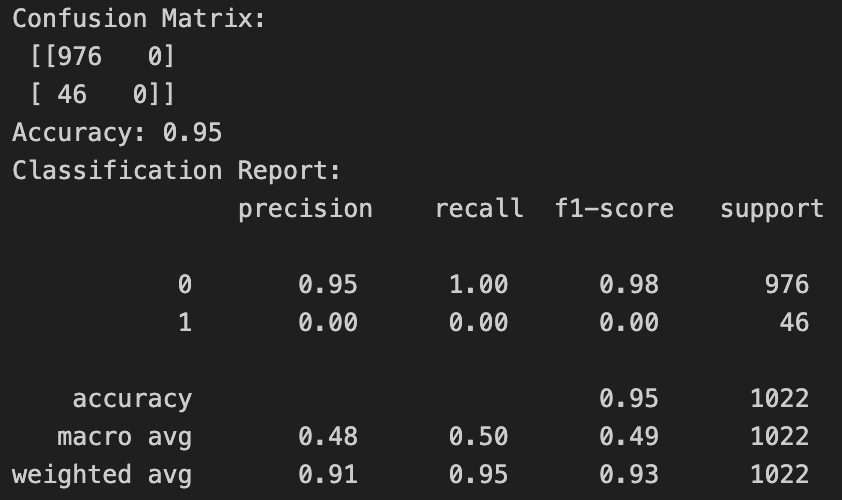 Confusion Matrix:
[[976   0]
[ 46   0]]
Accuracy: 0.95
Classification Report:
precision    recall  f1-score   support
0       0.95      1.00      0.98       976
1       0.00      0.00      0.00        46
accuracy                           0.95      1022
macro avg       0.48      0.50      0.49      1022
weighted avg       0.91      0.95      0.93      1022